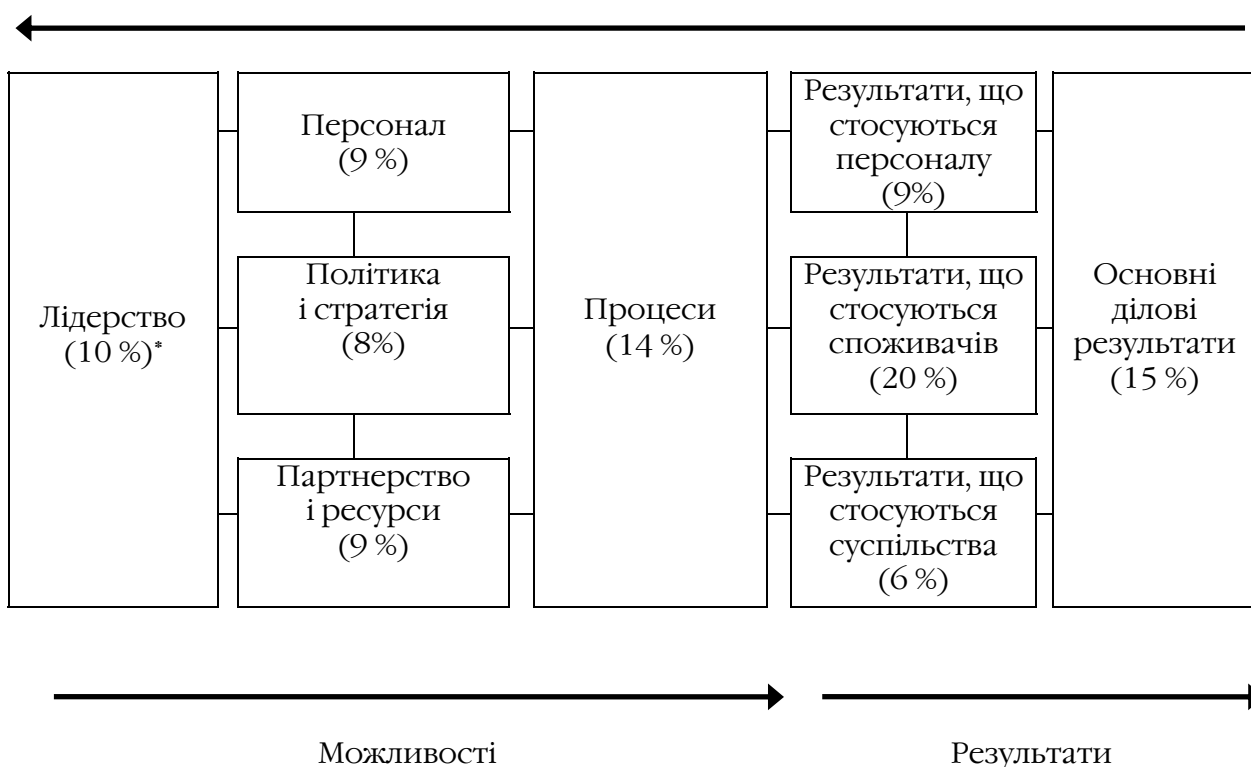 Лідерство
(10 %)*
Персонал
(9 %)
Політика
і стратегія
(8%)
Партнерство
і ресурси
(9 %)
Процеси
(14 %)
Результати, що
стосуються
персоналу
(9%)
Результати, що
стосуються
споживачів
(20 %)
Результати, що
стосуються
суспільства
(6 %)
Основні
ділові
результати
(15 %)
Можливості
Результати